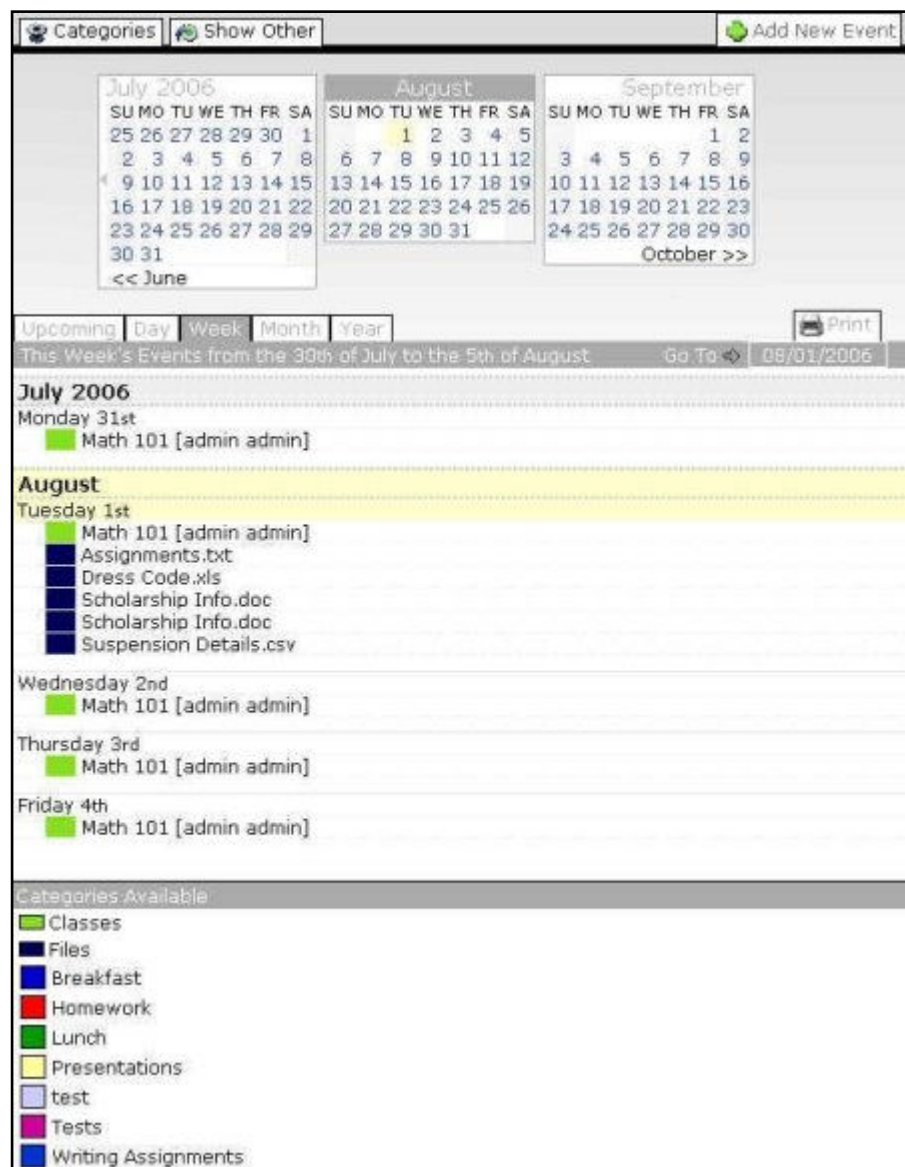 Categories Show Other Add New Event
July 2006 August September
SU MO TU WE TH FR SA SU MO TU WE TH FR SA SU MO TU WE TH FR SA
25 26 27 28 29 30 1 1 2 3 4 5 1 2
2 3 4 5 6 7 8 6 7 8 9 10 11 12 3 4 5 6 7 8 9
9 10 11 12 13 14 15 13 14 15 16 17 18 19 10 11 12 13 14 15 16
16 17 18 19 20 21 22 20 21 22 23 24 25 26 17 18 19 20 21 22 23
23 24 25 26 27 28 29 27 28 29 30 31 24 25 26 27 28 29 30
30 31 October >>
<< June
Upcoming Day Week Month Year Print
This Week's Events from the 30th of July to the 5th of August Go To 08/01/2006
July 2006
Monday 31st
Math 101 [admin admin]
August
Tuesday 1st
Math 101 [admin admin]
Assignments.txt
Dress Code.xls
Scholarship Info.doc
Scholarship Info.doc
Suspension Details.csv
Wednesday 2nd
Math 101 [admin admin]
Thursday 3rd
Math 101 [admin admin]
Friday 4th
Math 101 [admin admin]
Categories Available
Classes
Files
Breakfast
Homework
Lunch
Presentations
test
Tests
Writing Assignments